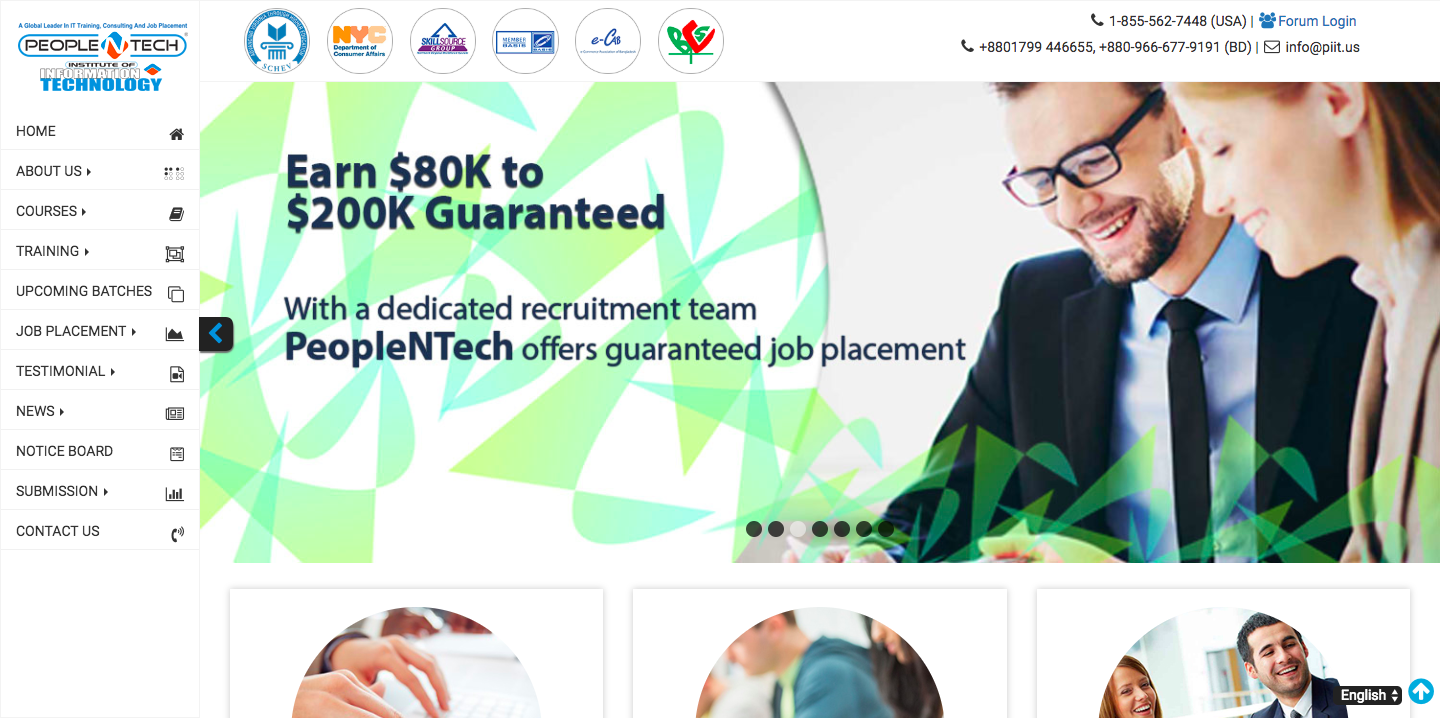 A Global Leader In IT Training, Consulting And Job Placement
PEOPLE N TECH
INSTITUTE OF
INFORMATION
TECHNOLOGY
HOME
ABOUT US
COURSES
TRAINING
UPCOMING BATCHES
JOB PLACEMENT
TESTIMONIAL
NEWS
NOTICE BOARD
SUBMISSION
CONTACT US
SCHEV
NYC
Department of
Consumer Affairs
SKILLSOURCE
GROUP
MEMBER
BASIS
e-CAB
1-855-562-7448 (USA) | Forum Login
+8801799 446655, +880-966-677-9191 (BD) | info@piit.us
Earn $80K to
$200K Guaranteed
With a dedicated recruitment team
PeopleNTech offers guaranteed job placement
English